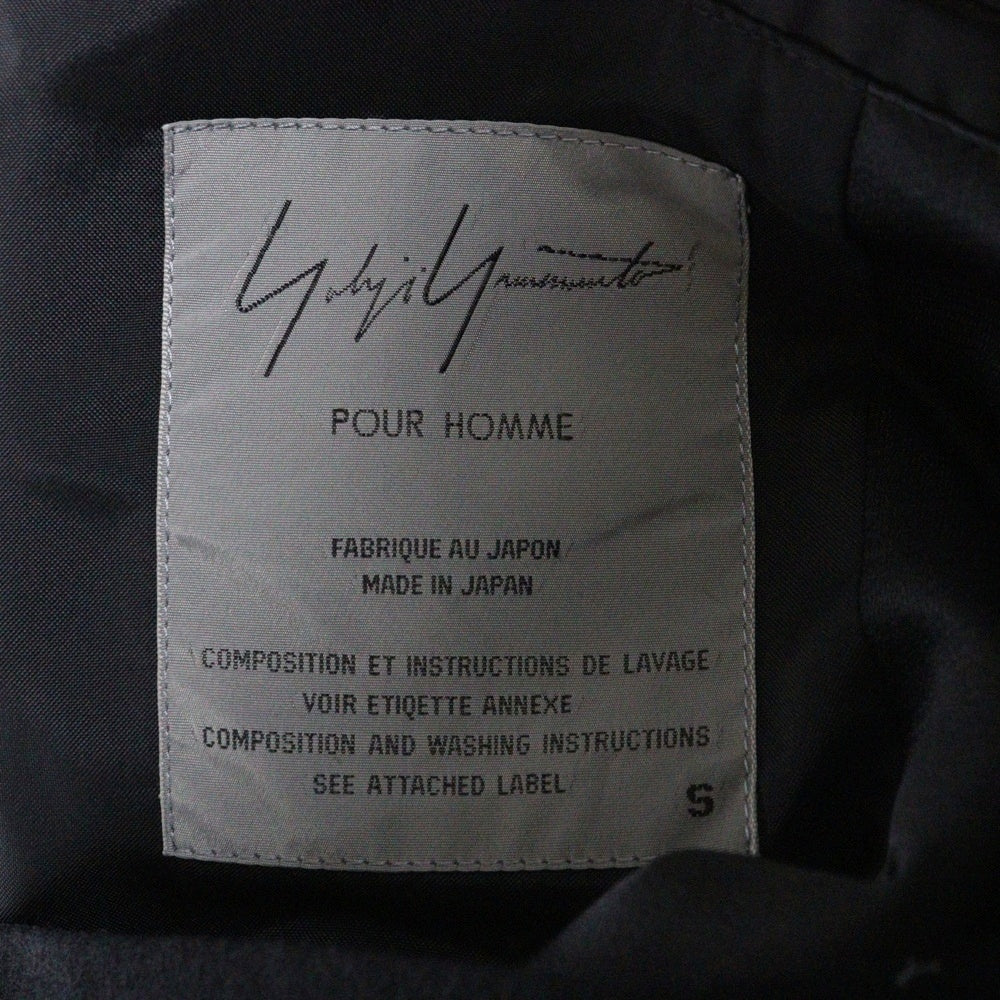 Yohji Yamamoto
POUR HOMME
FABRIQUE AU JAPON
MADE IN JAPAN
COMPOSITION ET INSTRUCTIONS DE LAVAGE
VOIR ETIQETTE ANNEXE
COMPOSITION AND WASHING INSTRUCTIONS
SEE ATTACHED LABEL
S